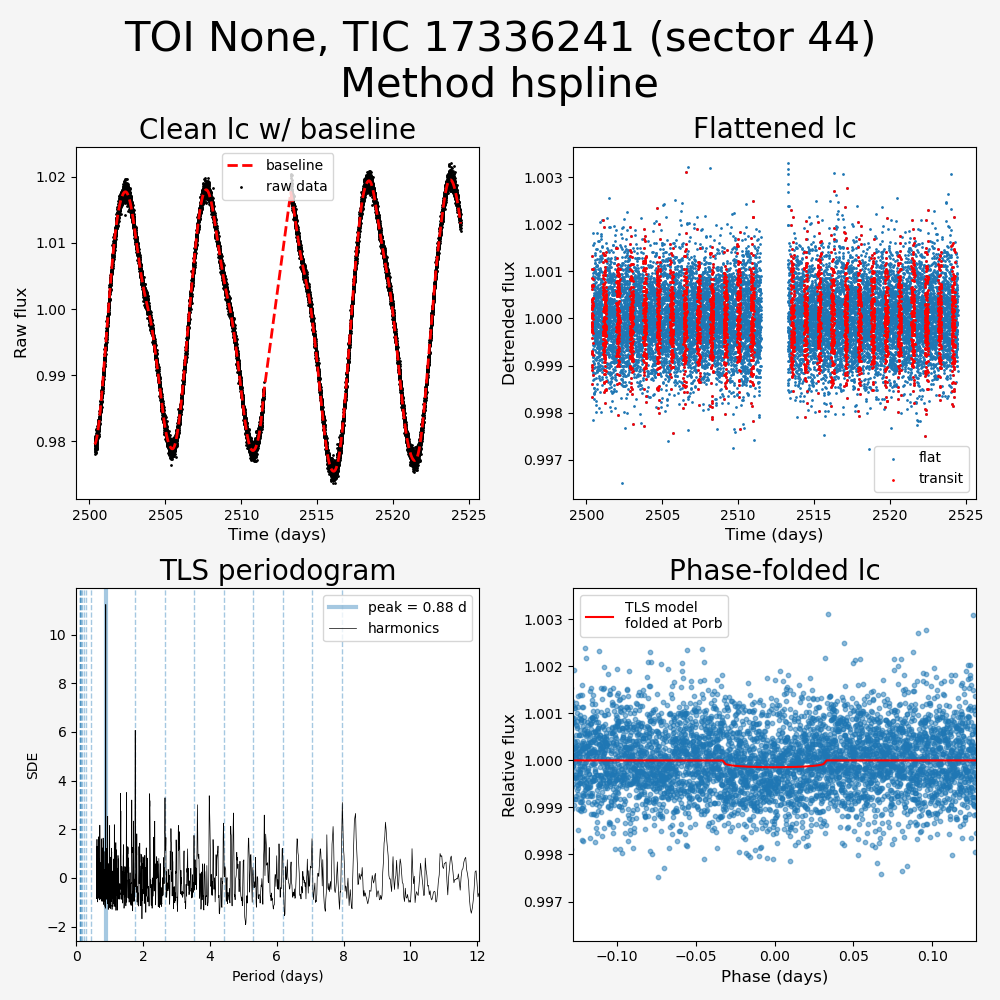 TOI None, TIC 17336241 (sector 44)
Method hspline
Clean lc w/ baseline
baseline
raw data
1.02
1.01
1.00
0.99
0.98
Raw flux
2500
2505
2510
2515
2520
2525
Time (days)
Flattened lc
1.003
1.002
1.001
1.000
0.999
0.998
0.997
Detrended flux
flat
transit
2500
2505
2510
2515
2520
2525
Time (days)
TLS periodogram
peak = 0.88 d
harmonics
10
8
6
4
2
0
−2
SDE
0
2
4
6
8
10
12
Period (days)
Phase-folded lc
TLS model
folded at Porb
1.003
1.002
1.001
1.000
0.999
0.998
0.997
Relative flux
−0.10
−0.05
0.00
0.05
0.10
Phase (days)